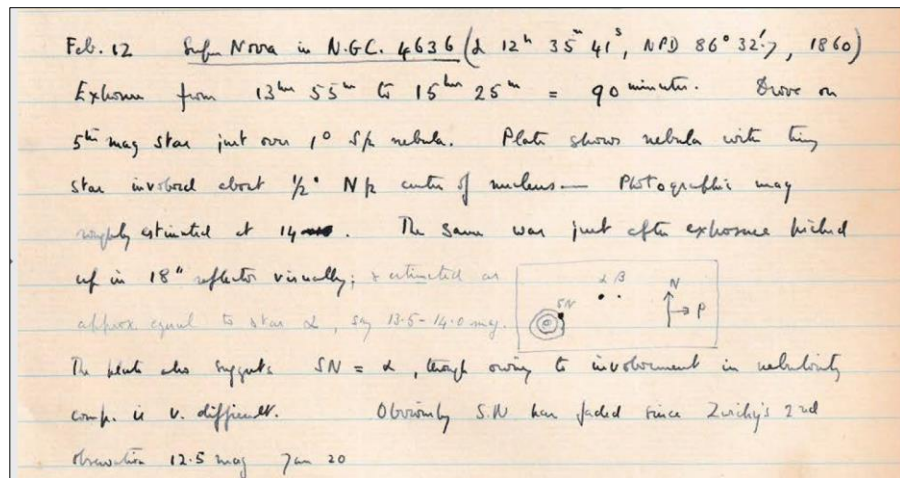 Feb. 12 Super Nova in N.G.C. 4636 (α 12ʰ 35ᵐ 41ˢ, NPD 86° 32'.7, 1860)
Exposure from 13ʰʳˢ 55ᵐ to 15ʰʳˢ 25ᵐ = 90 minutes. Drove on
5ᵗʰ mag star just over 1° Sp nebula. Plate shows nebula with tiny
star involved about ½' Np centre of nucleus — Photographic mag
roughly estimated at 14. The same was just after exposure picked
up in 18" reflector visually; & estimated as
approx. equal to star α, say 13.5–14.0 mag.
α β
SN
N
P
The plate also suggests SN = α, though owing to involvement in nebulosity
comp. is v. difficult. Obviously S.N has faded since Zwicky's 2nd
observation 12.5 mag Jan 20